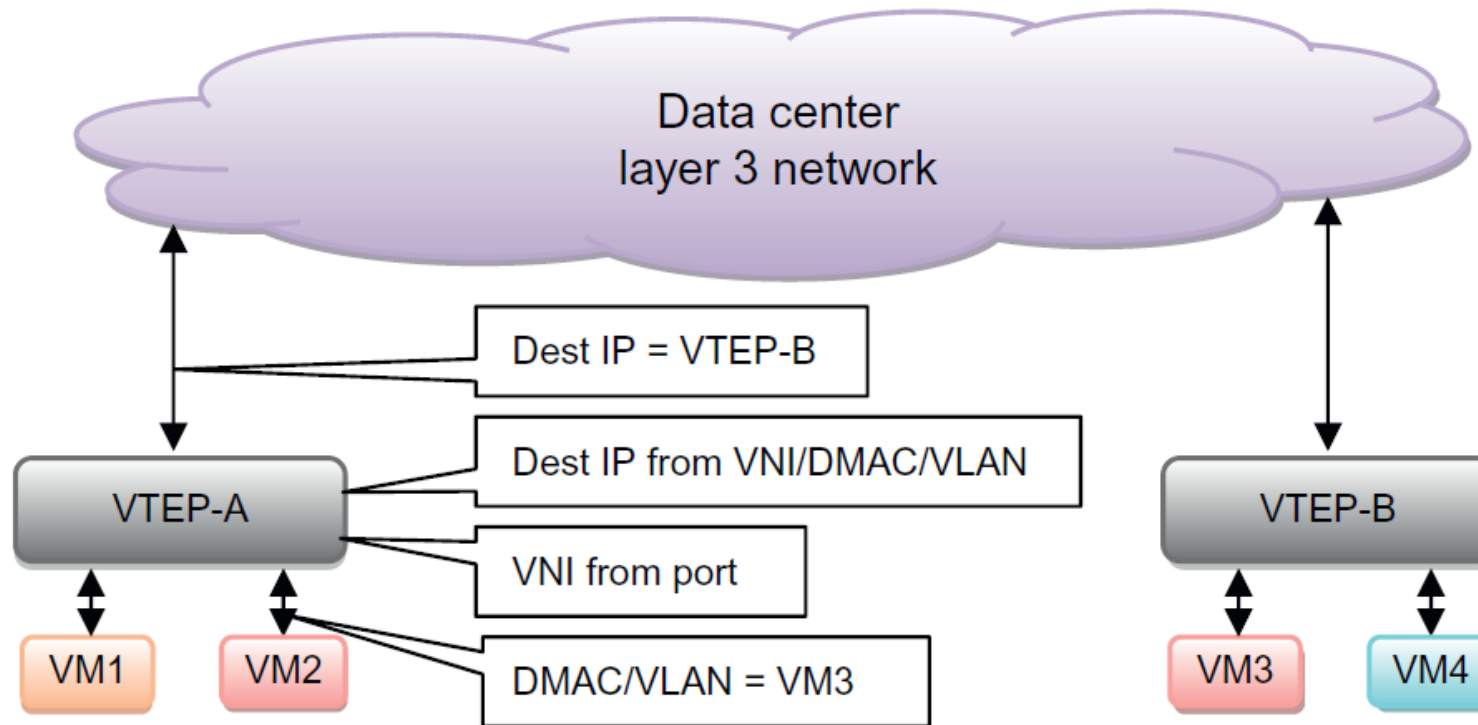 Data center
layer 3 network
Dest IP = VTEP-B
Dest IP from VNI/DMAC/VLAN
VTEP-A
VTEP-B
VNI from port
VM1
VM2
DMAC/VLAN = VM3
VM3
VM4